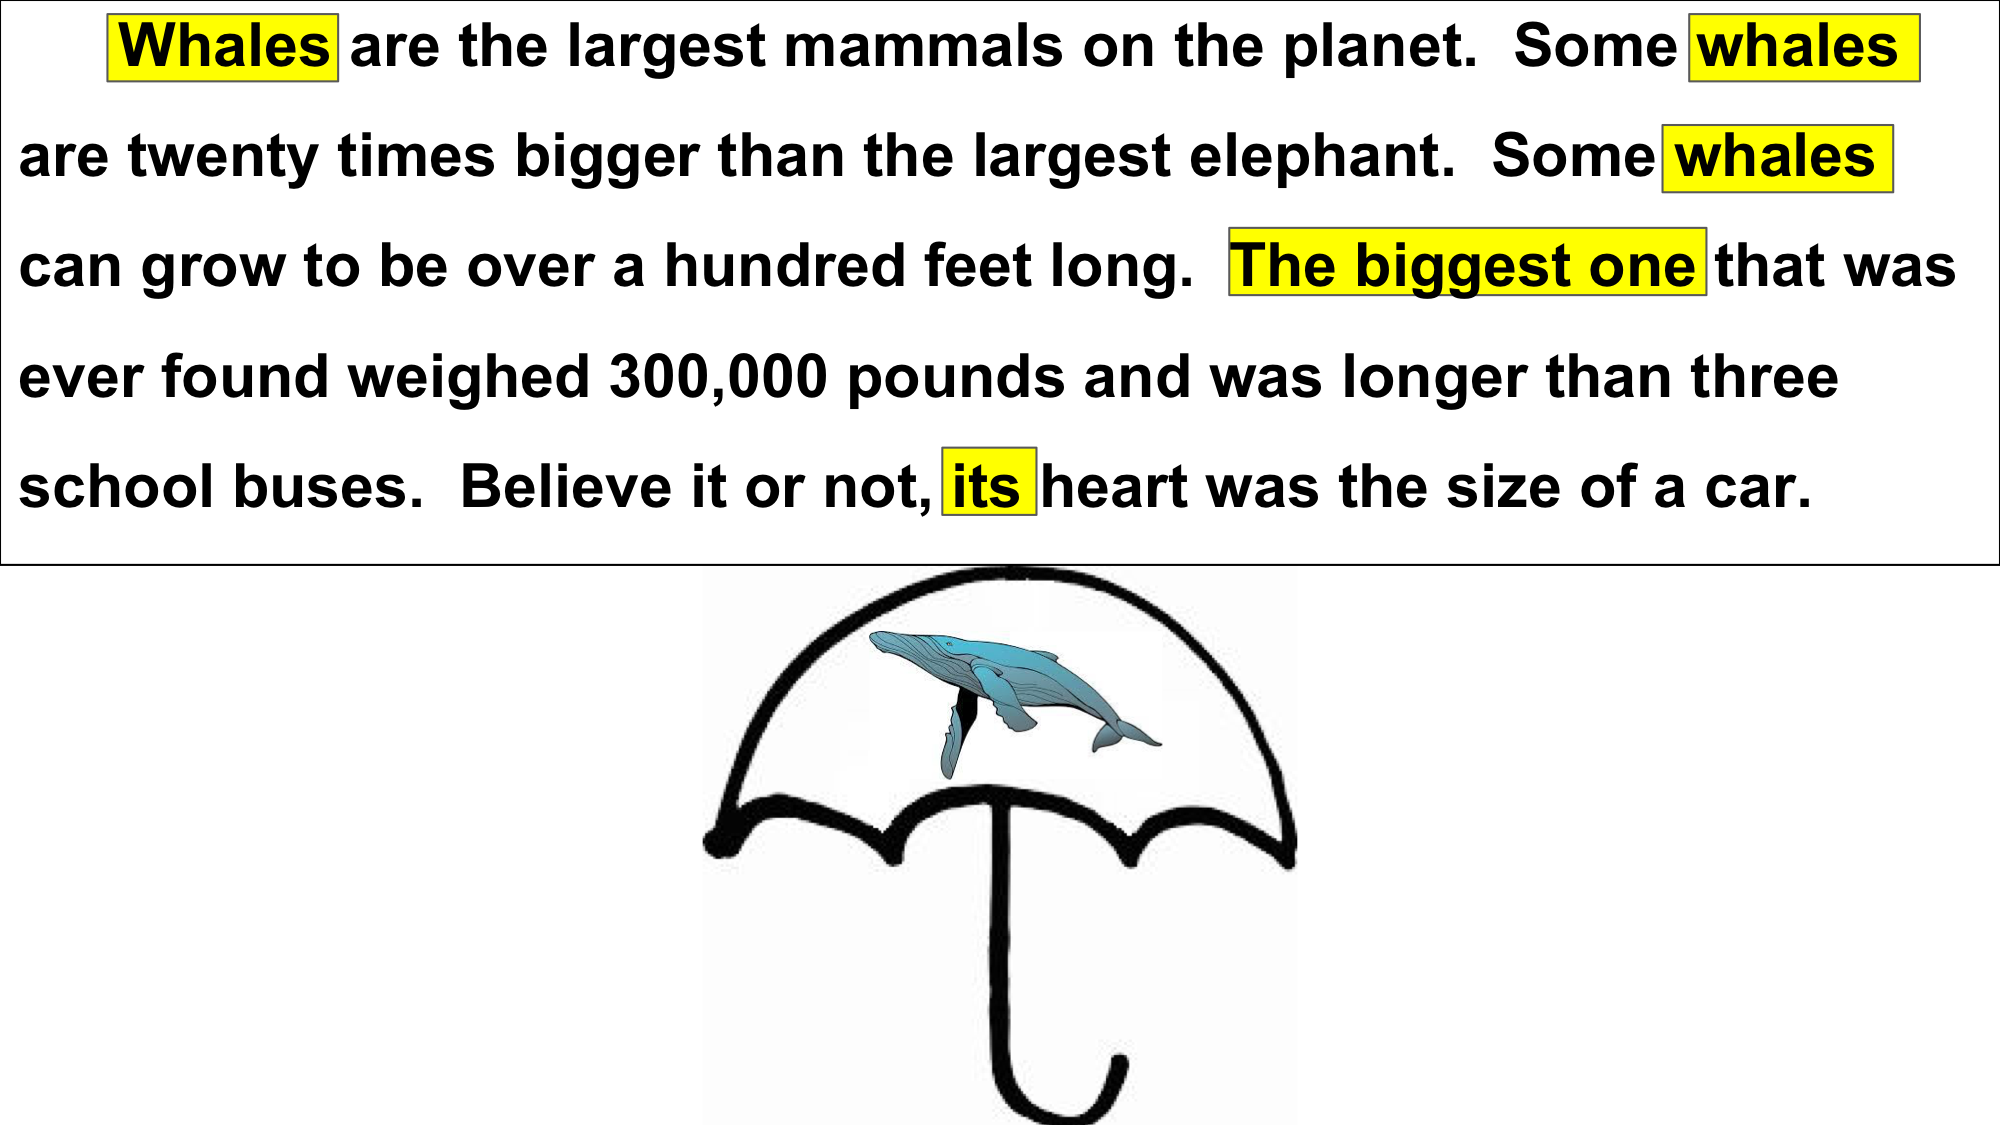 Whales are the largest mammals on the planet.  Some whales
are twenty times bigger than the largest elephant.  Some whales
can grow to be over a hundred feet long.  The biggest one that was
ever found weighed 300,000 pounds and was longer than three
school buses.  Believe it or not, its heart was the size of a car.